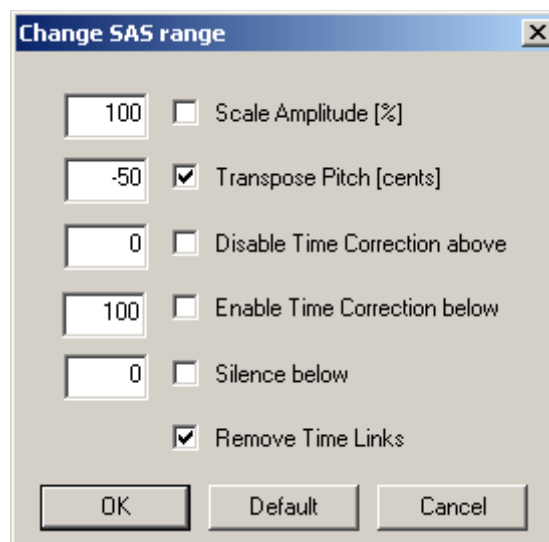 Change SAS range
100 Scale Amplitude [%]
-50 Transpose Pitch [cents]
0 Disable Time Correction above
100 Enable Time Correction below
0 Silence below
Remove Time Links
OK Default Cancel